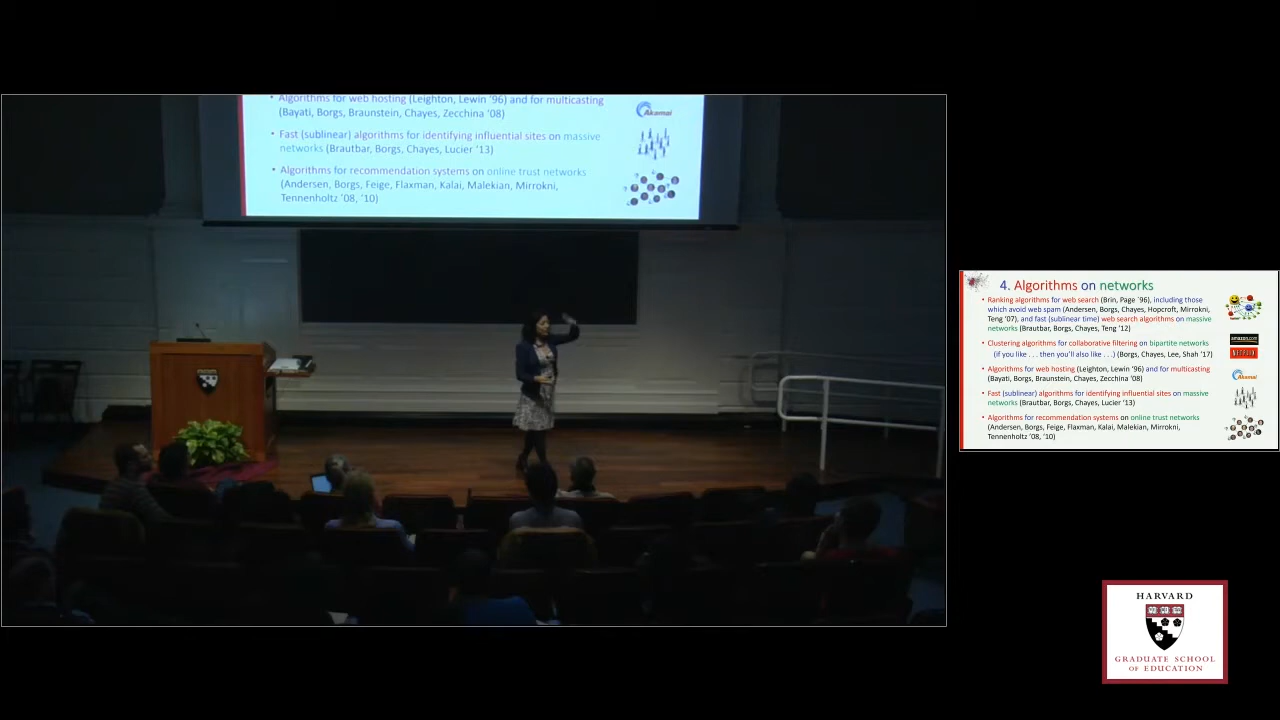 Algorithms for web hosting (Leighton, Lewin '96) and for multicasting
(Bayati, Borgs, Braunstein, Chayes, Zecchina '08)
• Fast (sublinear) algorithms for identifying influential sites on massive
networks (Brautbar, Borgs, Chayes, Lucier '13)
• Algorithms for recommendation systems on online trust networks
(Andersen, Borgs, Feige, Flaxman, Kalai, Malekian, Mirrokni,
Tennenholtz '08, '10)
Akamai
4. Algorithms on networks
• Ranking algorithms for web search (Brin, Page '96), including those
which avoid web spam (Andersen, Borgs, Chayes, Hopcroft, Mirrokni,
Teng '07), and fast (sublinear time) web search algorithms on massive
networks (Brautbar, Borgs, Chayes, Teng '12)
• Clustering algorithms for collaborative filtering on bipartite networks
(if you like . . . then you'll also like . . .) (Borgs, Chayes, Lee, Shah '17)
• Algorithms for web hosting (Leighton, Lewin '96) and for multicasting
(Bayati, Borgs, Braunstein, Chayes, Zecchina '08)
• Fast (sublinear) algorithms for identifying influential sites on massive
networks (Brautbar, Borgs, Chayes, Lucier '13)
• Algorithms for recommendation systems on online trust networks
(Andersen, Borgs, Feige, Flaxman, Kalai, Malekian, Mirrokni,
Tennenholtz '08, '10)
amazon.com
NETFLIX
Akamai
HARVARD
GRADUATE SCHOOL
OF EDUCATION